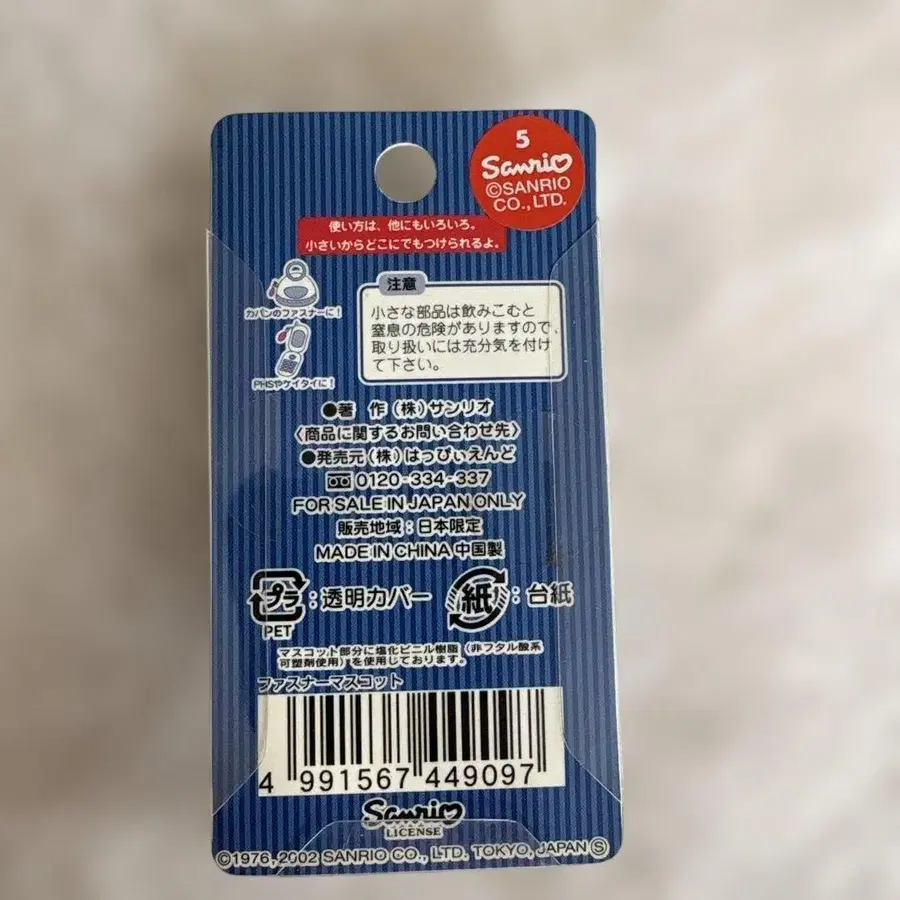 5
Sanrio
©SANRIO
CO.,LTD.
使い方は、他にもいろいろ。
小さいからどこにでもつけられるよ。
カバンのファスナーに!
PHSやケイタイに!
注意
小さな部品は飲みこむと
窒息の危険がありますので、
取り扱いには充分気を付け
て下さい。
●著 作(株)サンリオ
〈商品に関するお問い合わせ先〉
●発売元(株)はっぴぃえんど
0120-334-337
FOR SALE IN JAPAN ONLY
販売地域:日本限定
MADE IN CHINA 中国製
プラ:透明カバー 紙:台紙
PET
マスコット部分に塩化ビニル樹脂(非フタル酸系
可塑剤使用)を使用しております。
ファスナーマスコット
4 991567 449097
Sanrio
LICENSE
©1976,2002 SANRIO CO., LTD. TOKYO, JAPAN Ⓢ